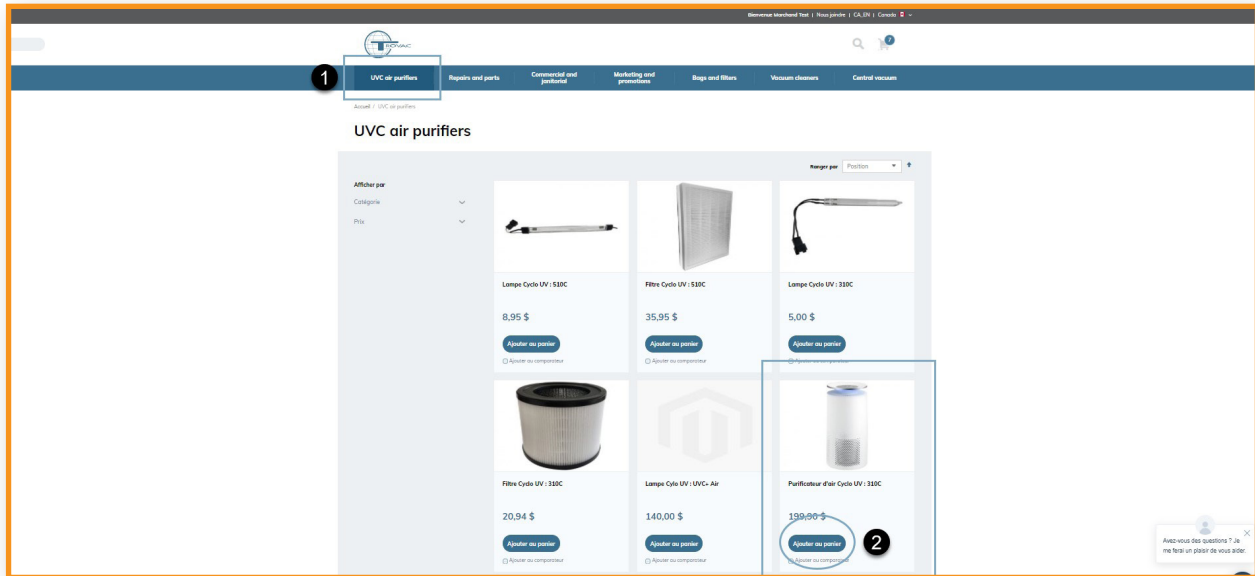 Bienvenue Marchand Test | Nous joindre | CA_EN | Canada
TROVAC
7
1
UVC air purifiers
Repairs and parts
Commercial and
janitorial
Marketing and
promotions
Bags and filters
Vacuum cleaners
Central vacuum
Accueil / UVC air purifiers
UVC air purifiers
Ranger par Position
Afficher par
Catégorie
Prix
Lampe Cyclo UV : 510C
Filtre Cyclo UV : 510C
Lampe Cyclo UV : 310C
8,95 $
35,95 $
5,00 $
Ajouter au panier
Ajouter au panier
Ajouter au panier
Ajouter au comparateur
Ajouter au comparateur
Ajouter au comparateur
Filtre Cyclo UV : 310C
Lampe Cylo UV : UVC+ Air
Purificateur d'air Cyclo UV : 310C
20,94 $
140,00 $
199,96 $
Ajouter au panier
Ajouter au panier
Ajouter au panier
2
Ajouter au comparateur
Ajouter au comparateur
Ajouter au comparateur
Avez-vous des questions ? Je
me ferai un plaisir de vous aider.